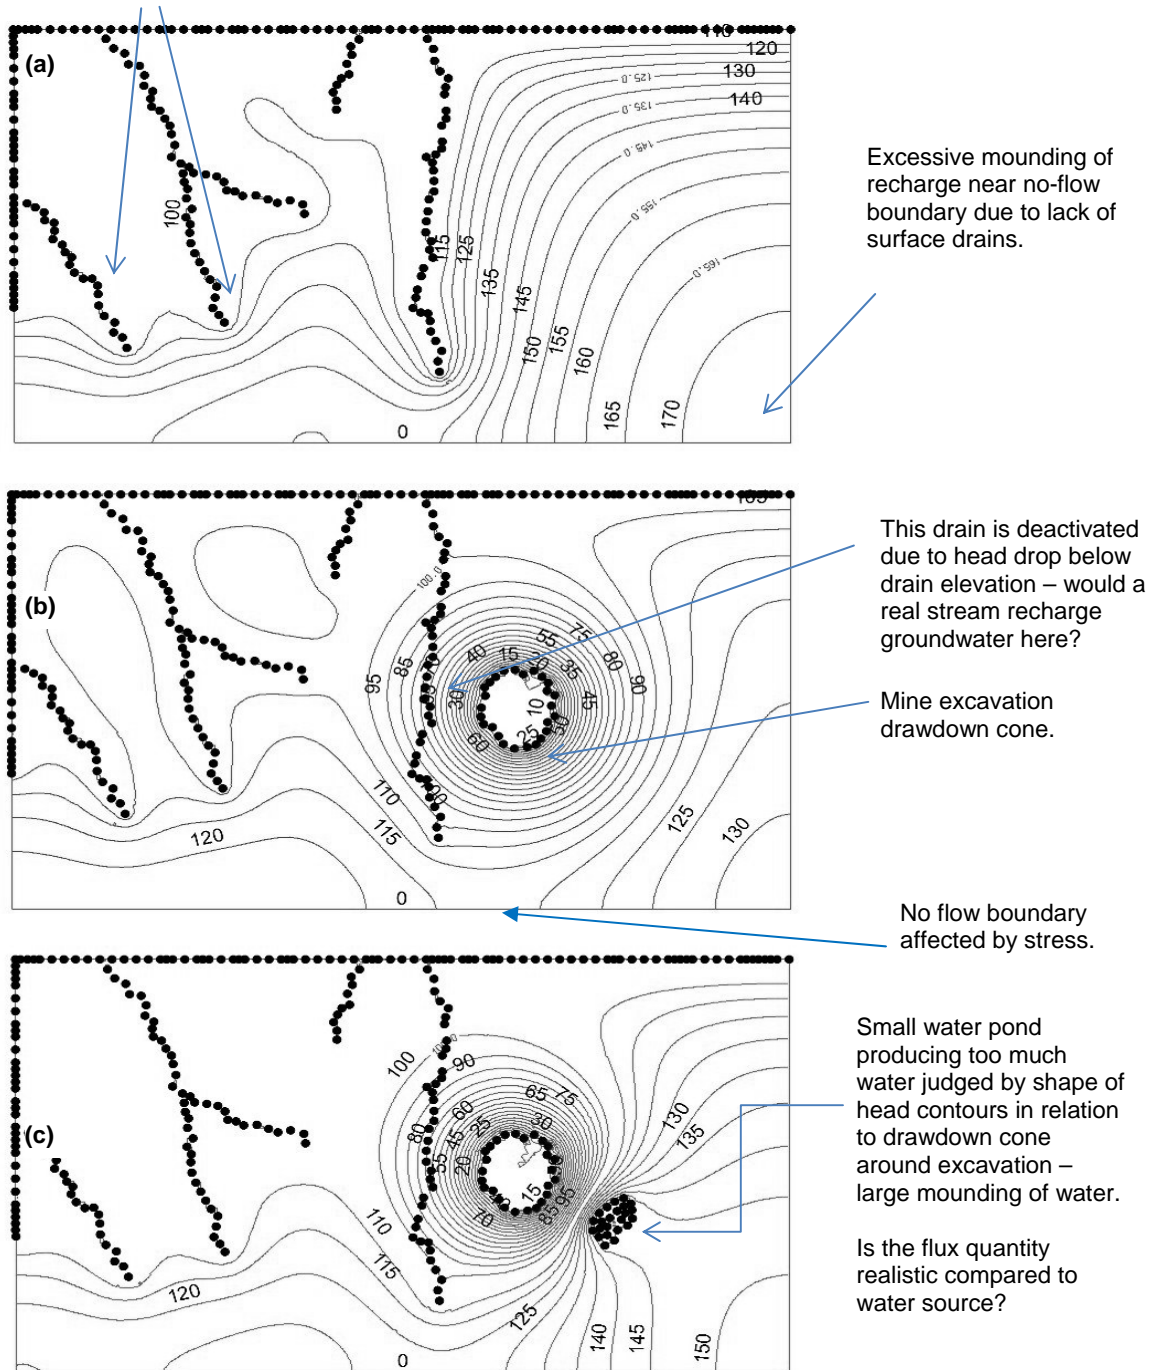 (a)
110
120
125.0
130
135.0
140
145.0
155.0
165.0
100
115
125
135
145
150
155
160
165
170
0
Excessive mounding of
recharge near no-flow
boundary due to lack of
surface drains.
(b)
105
100.0
95
85
70
55
30
40
15
55
75
35
80
90
45
10
25
50
60
100
110
115
120
125
130
0
This drain is deactivated
due to head drop below
drain elevation – would a
real stream recharge
groundwater here?
Mine excavation
drawdown cone.
No flow boundary
affected by stress.
(c)
100
90
100.0
65
75
60
80
45
25
30
55
20
15
70
85
95
110
115
120
125
130
135
140
145
150
0
Small water pond
producing too much
water judged by shape of
head contours in relation
to drawdown cone
around excavation –
large mounding of water.
Is the flux quantity
realistic compared to
water source?